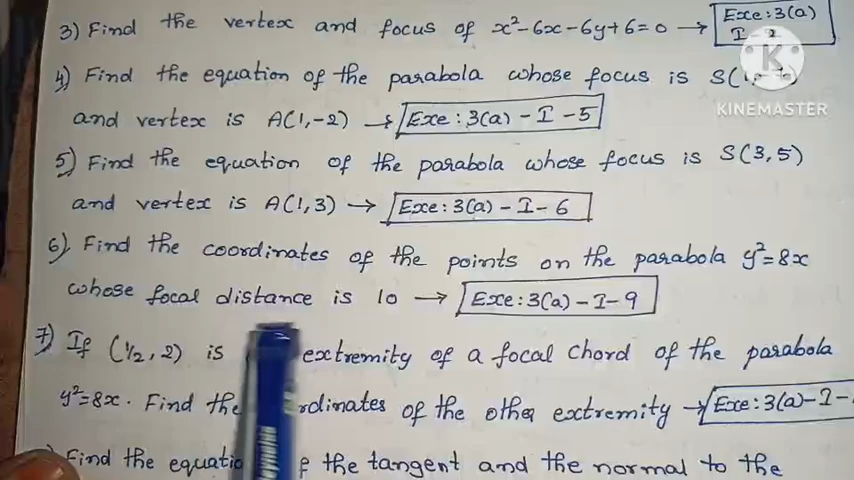 3) Find the vertex and focus of x²-6x-6y+6=0 → Exe:3(a)
I-2
KINEMASTER
4) Find the equation of the parabola whose focus is S(1,
and vertex is A(1,-2) → Exe:3(a)-I-5
5) Find the equation of the parabola whose focus is S(3,5)
and vertex is A(1,3) → Exe:3(a)-I-6
6) Find the coordinates of the points on the parabola y²=8x
whose focal distance is 10 → Exe:3(a)-I-9
7) If (1/2,2) is extremity of a focal chord of the parabola
y²=8x. Find the rdinates of the other extremity → Exe:3(a)-I-
Find the equatio the tangent and the normal to the